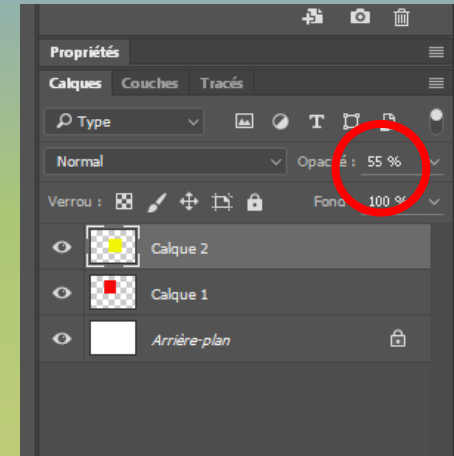 Propriétés
Calques Couches Tracés
Type
Normal Opacité : 55 %
Verrou : Fond 100 %
Calque 2
Calque 1
Arrière-plan